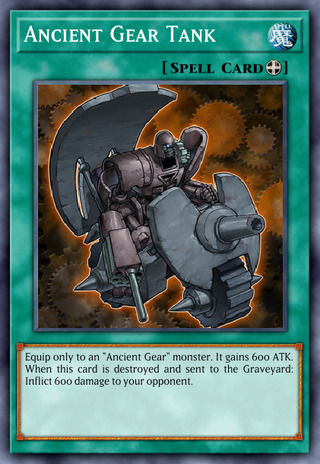 Ancient Gear Tank
魔
[Spell Card]
Equip only to an "Ancient Gear" monster. It gains 600 ATK.
When this card is destroyed and sent to the Graveyard:
Inflict 600 damage to your opponent.